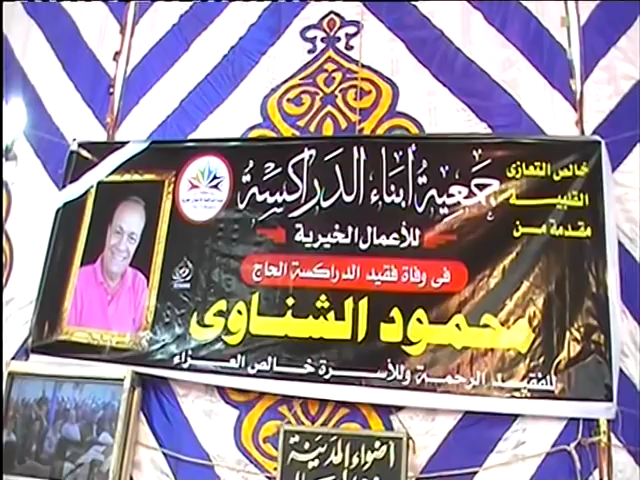 خالص التعازى
القلبية
مقدمة من
جمعية أبناء الدراكسة
للأعمال الخيرية
فى وفاة فقيد الدراكسة الحاج
محمود الشناوى
للفقيد الرحمة وللأسرة خالص العزاء
أضواء المدينة